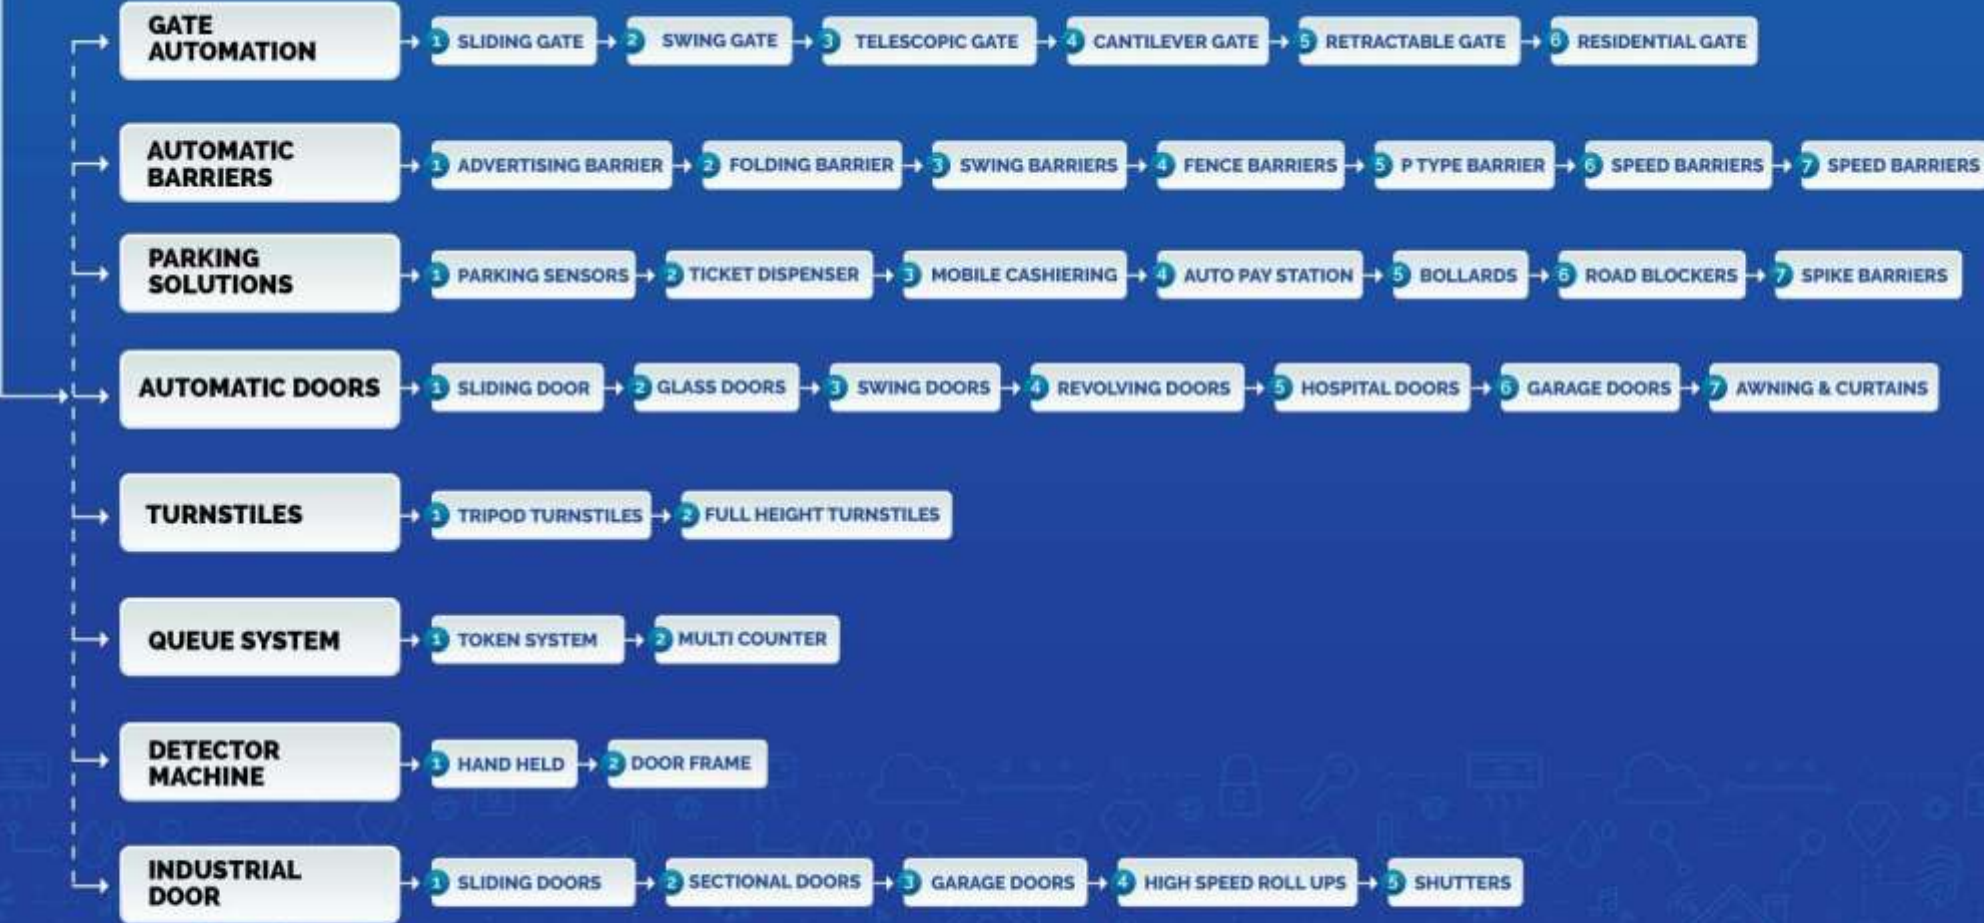 GATE
AUTOMATION
1 SLIDING GATE 2 SWING GATE 3 TELESCOPIC GATE 4 CANTILEVER GATE 5 RETRACTABLE GATE 6 RESIDENTIAL GATE
AUTOMATIC
BARRIERS
1 ADVERTISING BARRIER 2 FOLDING BARRIER 3 SWING BARRIERS 4 FENCE BARRIERS 5 P TYPE BARRIER 6 SPEED BARRIERS 7 SPEED BARRIERS
PARKING
SOLUTIONS
1 PARKING SENSORS 2 TICKET DISPENSER 3 MOBILE CASHIERING 4 AUTO PAY STATION 5 BOLLARDS 6 ROAD BLOCKERS 7 SPIKE BARRIERS
AUTOMATIC DOORS
1 SLIDING DOOR 2 GLASS DOORS 3 SWING DOORS 4 REVOLVING DOORS 5 HOSPITAL DOORS 6 GARAGE DOORS 7 AWNING & CURTAINS
TURNSTILES
1 TRIPOD TURNSTILES 2 FULL HEIGHT TURNSTILES
QUEUE SYSTEM
1 TOKEN SYSTEM 2 MULTI COUNTER
DETECTOR
MACHINE
1 HAND HELD 2 DOOR FRAME
INDUSTRIAL
DOOR
1 SLIDING DOORS 2 SECTIONAL DOORS 3 GARAGE DOORS 4 HIGH SPEED ROLL UPS 5 SHUTTERS